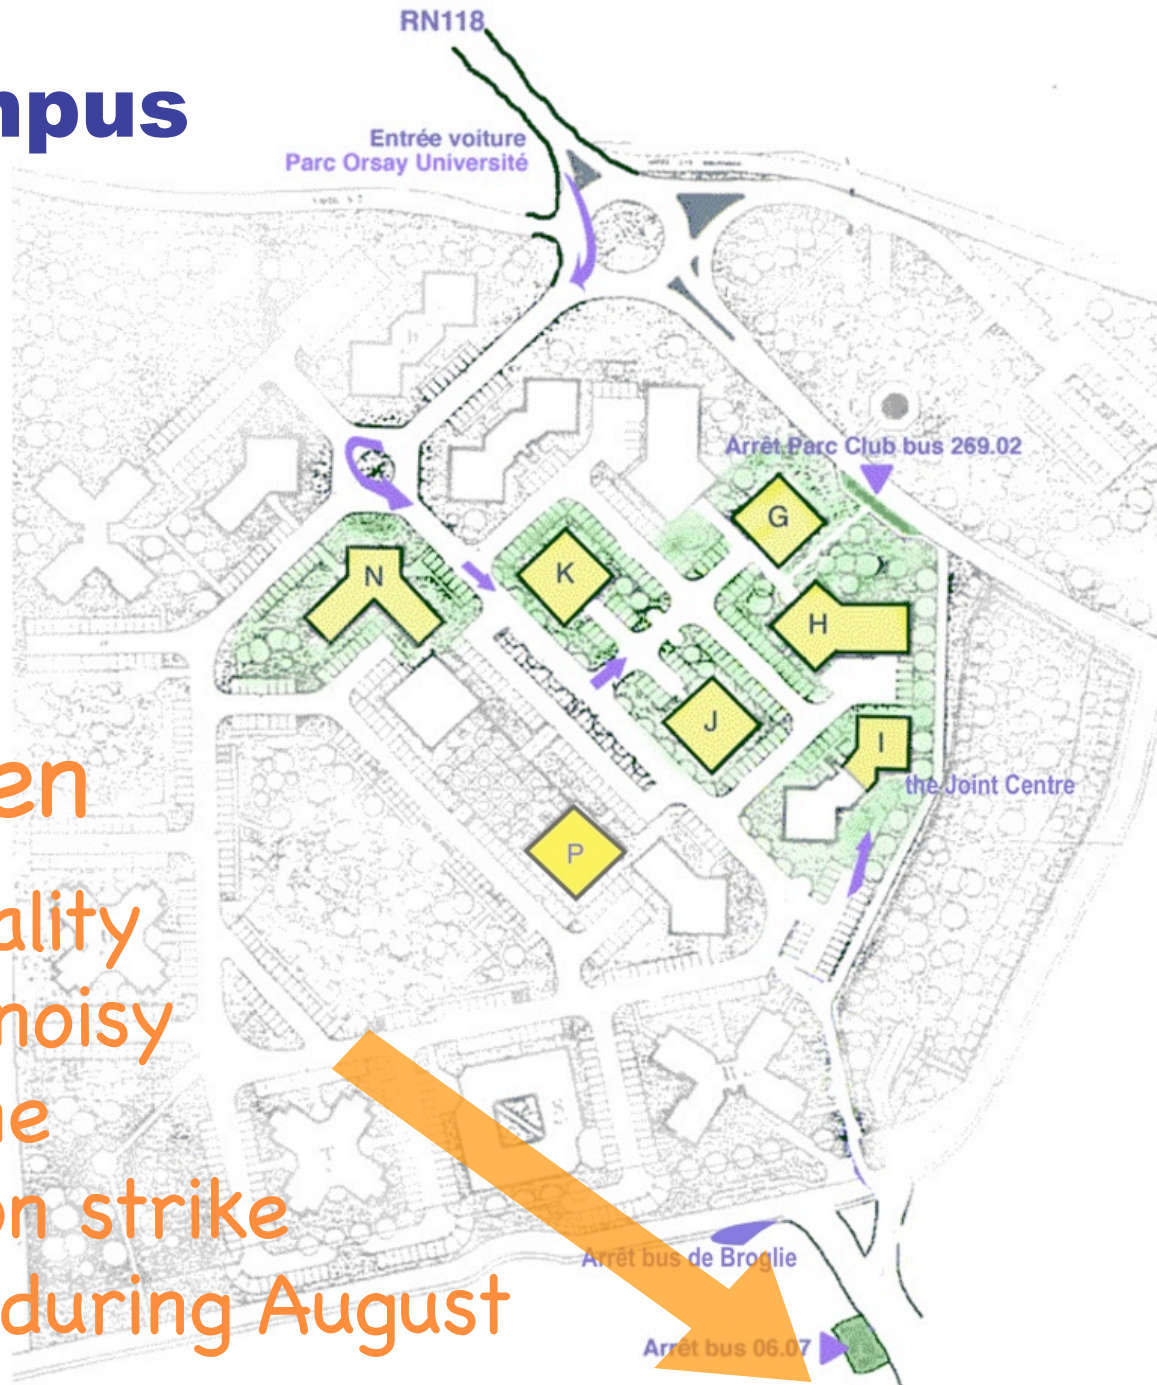 RN118
mpus
Entrée voiture
Parc Orsay Université
Arrêt Parc Club bus 269.02
G
K
N
H
J
I
en
the Joint Centre
P
ality
noisy
on strike
Arrêt bus de Broglie
during August
Arrêt bus 06.07